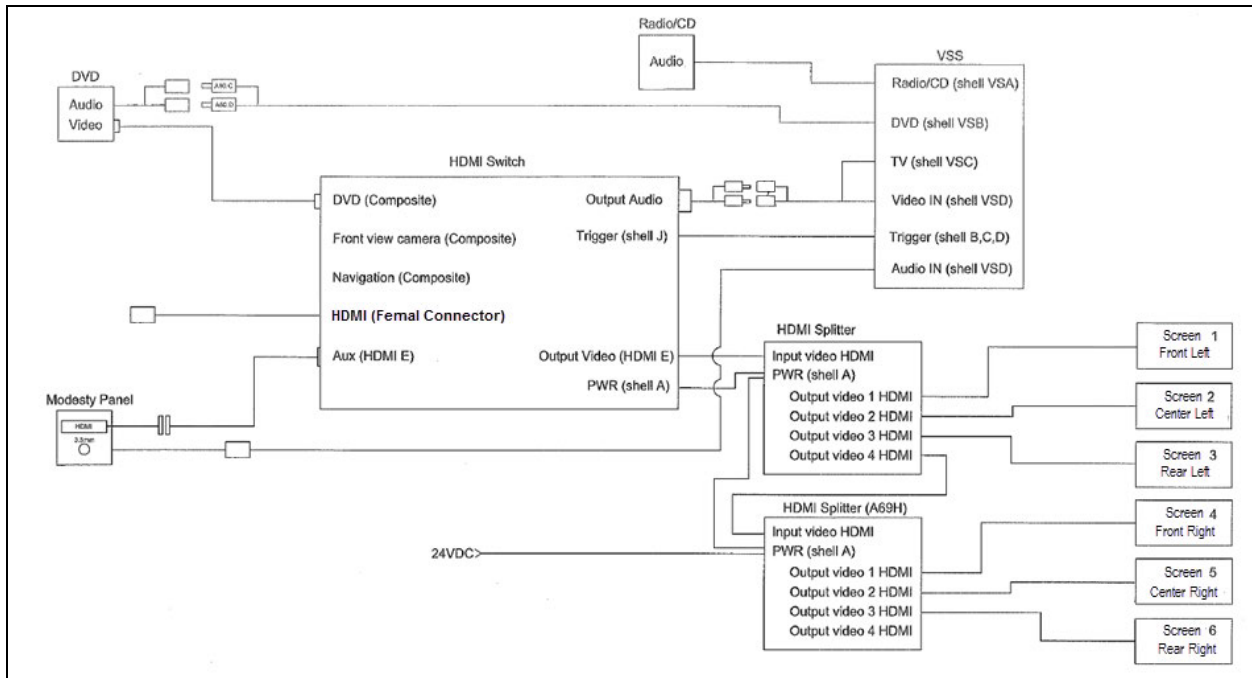 Radio/CD
Audio
DVD
Audio
Video
A60:C
A60:D
VSS
Radio/CD (shell VSA)
DVD (shell VSB)
TV (shell VSC)
Video IN (shell VSD)
Trigger (shell B,C,D)
Audio IN (shell VSD)
HDMI Switch
DVD (Composite)
Front view camera (Composite)
Navigation (Composite)
HDMI (Femal Connector)
Aux (HDMI E)
Output Audio
Trigger (shell J)
Output Video (HDMI E)
PWR (shell A)
Modesty Panel
HDMI
HDMI Splitter
Input video HDMI
PWR (shell A)
Output video 1 HDMI
Output video 2 HDMI
Output video 3 HDMI
Output video 4 HDMI
HDMI Splitter (A69H)
Input video HDMI
PWR (shell A)
Output video 1 HDMI
Output video 2 HDMI
Output video 3 HDMI
Output video 4 HDMI
24VDC>
Screen 1
Front Left
Screen 2
Center Left
Screen 3
Rear Left
Screen 4
Front Right
Screen 5
Center Right
Screen 6
Rear Right